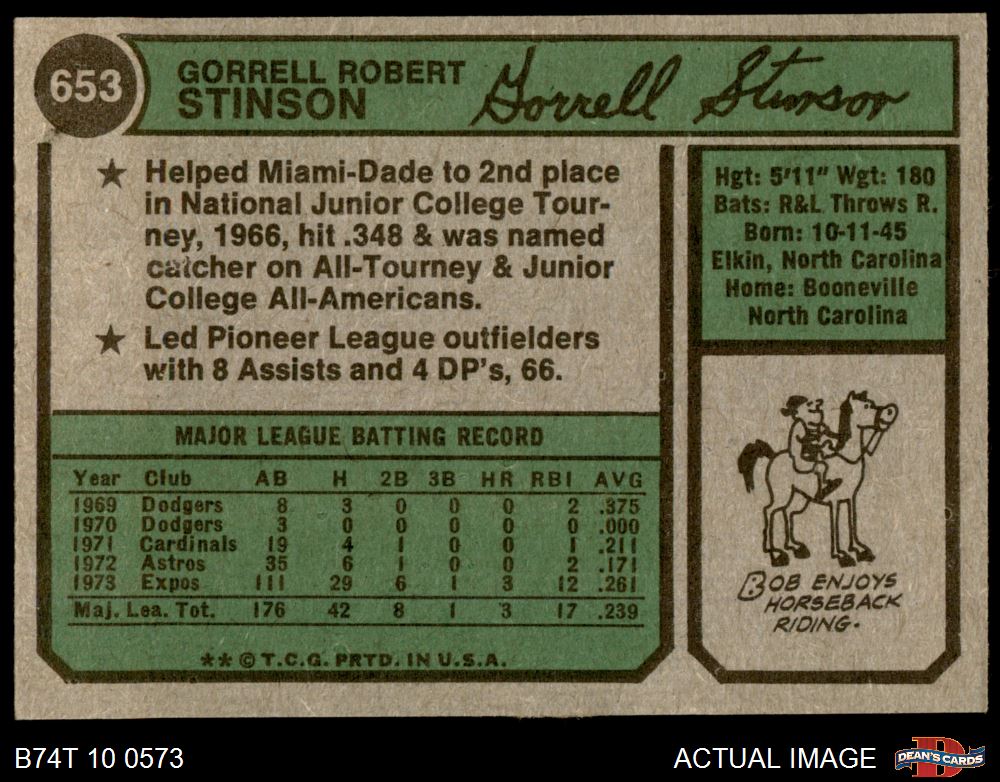 653
GORRELL ROBERT
STINSON
Gorrell Stinson
★ Helped Miami-Dade to 2nd place
in National Junior College Tour-
ney, 1966, hit .348 & was named
catcher on All-Tourney & Junior
College All-Americans.
★ Led Pioneer League outfielders
with 8 Assists and 4 DP's, 66.
Hgt: 5'11" Wgt: 180
Bats: R&L Throws R.
Born: 10-11-45
Elkin, North Carolina
Home: Booneville
North Carolina
MAJOR LEAGUE BATTING RECORD
Year Club AB H 2B 3B HR RBI AVG
1969 Dodgers 8 3 0 0 0 2 .375
1970 Dodgers 3 0 0 0 0 0 .000
1971 Cardinals 19 4 1 0 0 1 .211
1972 Astros 35 6 1 0 0 2 .171
1973 Expos 111 29 6 1 3 12 .261
Maj. Lea. Tot. 176 42 8 1 3 17 .239
** © T.C.G. PRTD. IN U.S.A.
BOB ENJOYS
HORSEBACK
RIDING.
B74T 10 0573
ACTUAL IMAGE
DEAN'S CARDS